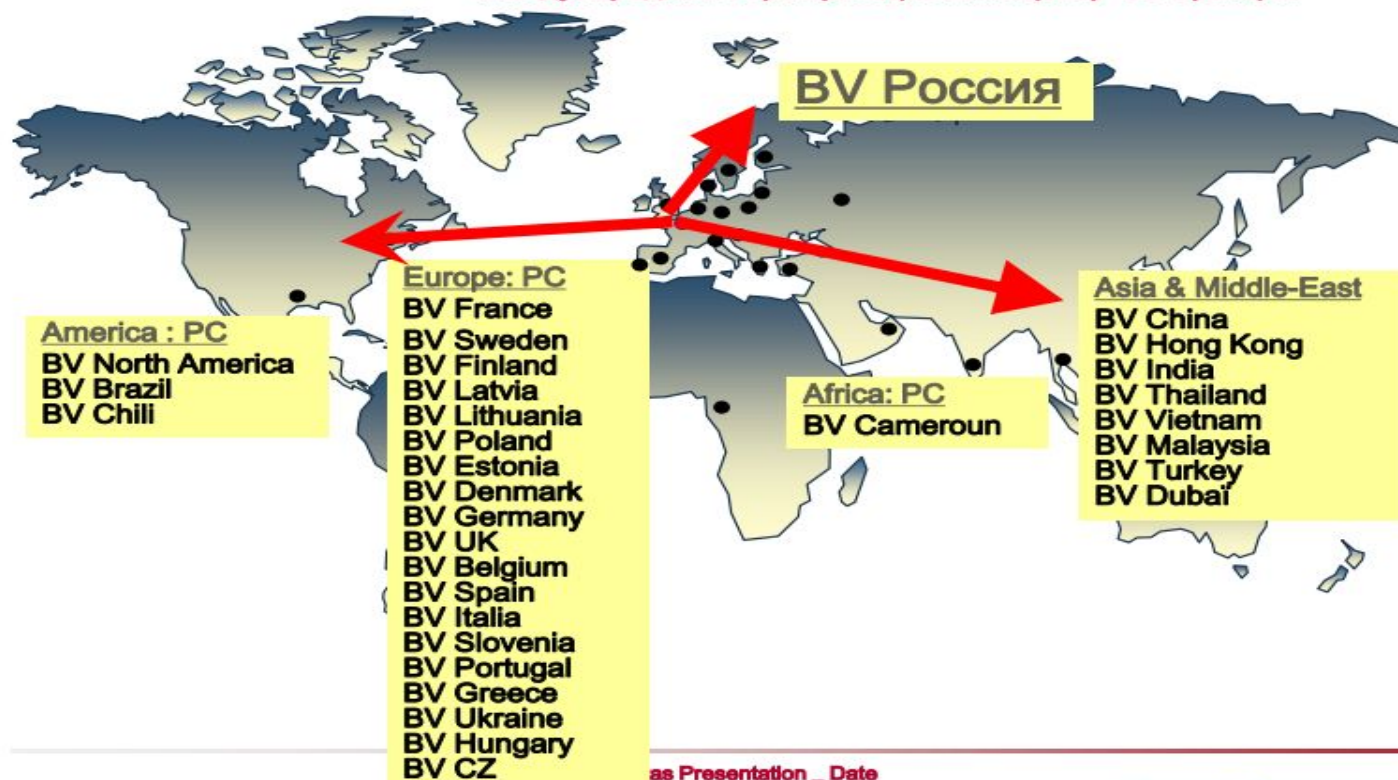 BV Россия
America : PC
BV North America
BV Brazil
BV Chili
Europe: PC
BV France
BV Sweden
BV Finland
BV Latvia
BV Lithuania
BV Poland
BV Estonia
BV Denmark
BV Germany
BV UK
BV Belgium
BV Spain
BV Italia
BV Slovenia
BV Portugal
BV Greece
BV Ukraine
BV Hungary
BV CZ
Africa: PC
BV Cameroun
Asia & Middle-East
BV China
BV Hong Kong
BV India
BV Thailand
BV Vietnam
BV Malaysia
BV Turkey
BV Dubaï
as Presentation _ Date